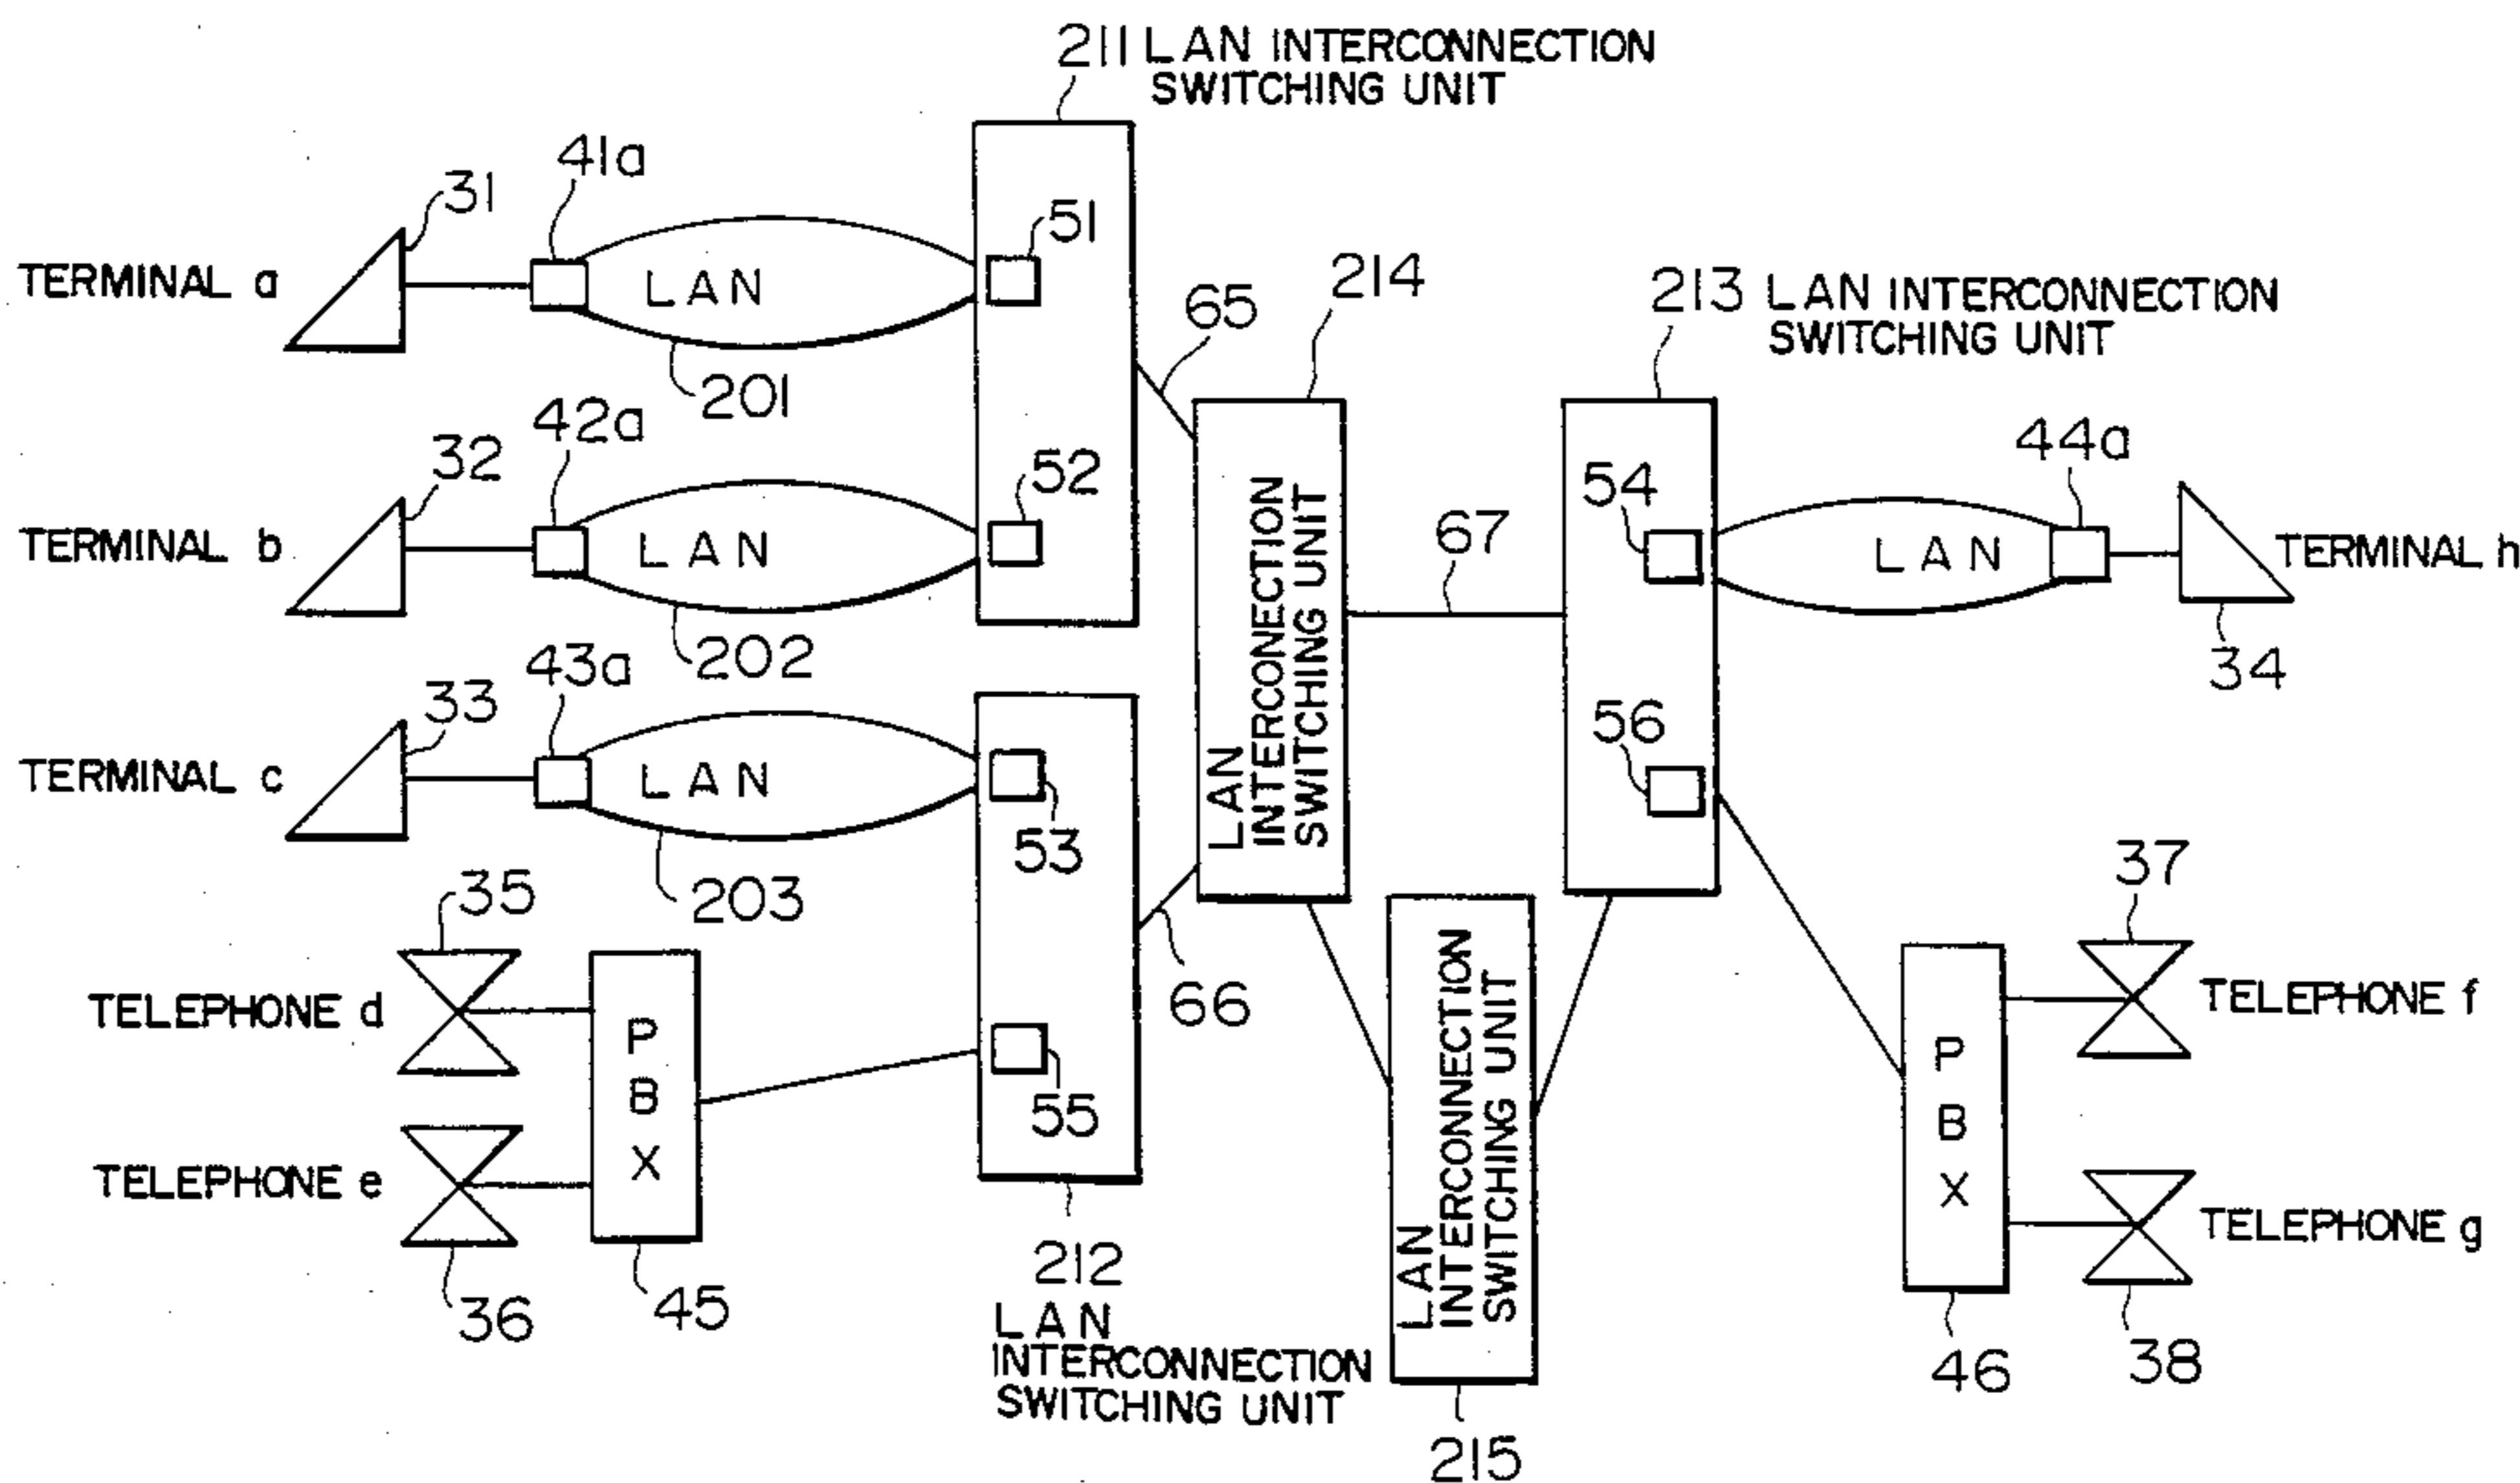 211 LAN INTERCONNECTION
SWITCHING UNIT
41a
31
51
TERMINAL a
LAN
201
65
214
213 LAN INTERCONNECTION
SWITCHING UNIT
42a
32
52
TERMINAL b
LAN
202
LAN
INTERCONNECTION
SWITCHING UNIT
67
54
44a
LAN
TERMINAL h
34
43a
33
TERMINAL c
LAN
53
203
56
35
TELEPHONE d
PBX
66
55
TELEPHONE e
36
45
212
LAN
INTERCONNECTION
SWITCHING UNIT
LAN
INTERCONNECTION
SWITCHING UNIT
215
37
TELEPHONE f
PBX
TELEPHONE g
46
38